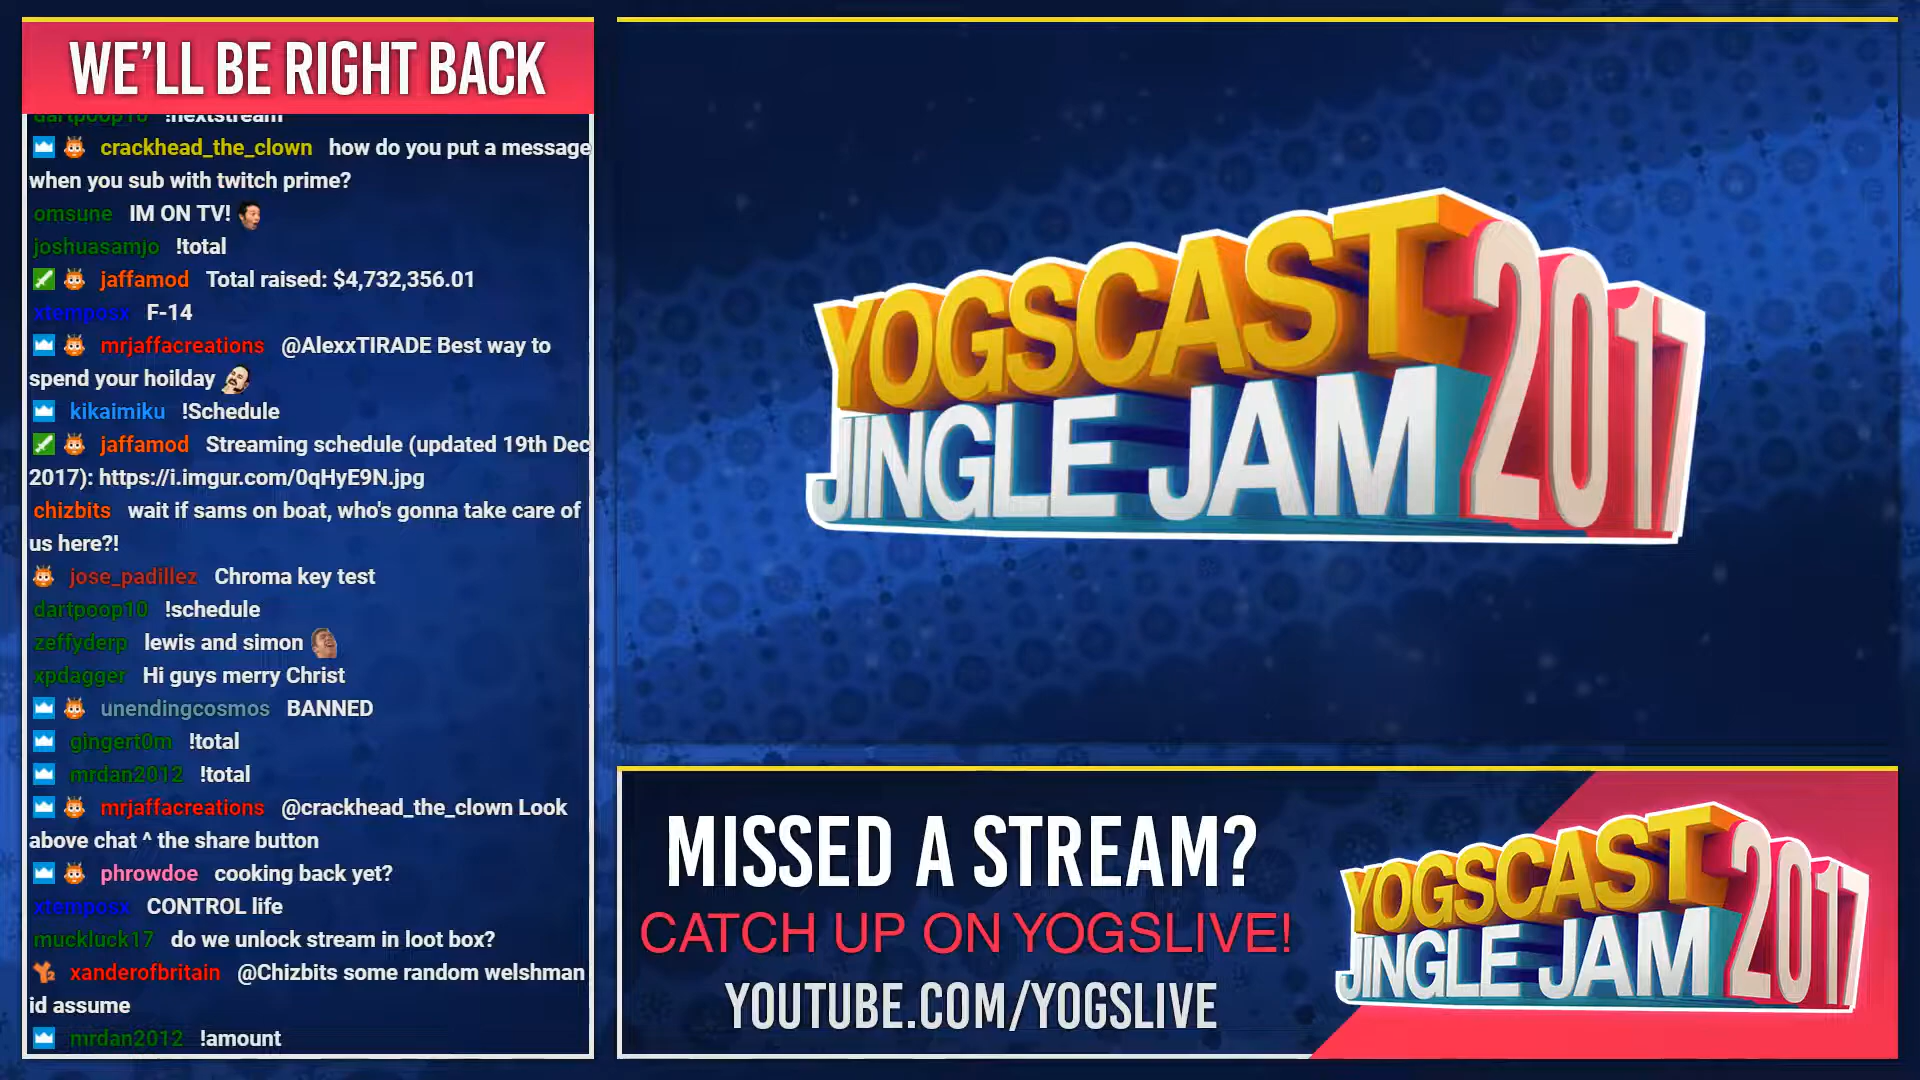 WE'LL BE RIGHT BACK
dartpoop10 !nextstream
crackhead_the_clown how do you put a message
when you sub with twitch prime?
omsune IM ON TV!
joshuasamjo !total
jaffamod Total raised: $4,732,356.01
xtemposx F-14
mrjaffacreations @AlexxTIRADE Best way to
spend your hoilday
kikaimiku !Schedule
jaffamod Streaming schedule (updated 19th Dec
2017): https://i.imgur.com/0qHyE9N.jpg
chizbits wait if sams on boat, who's gonna take care of
us here?!
jose_padillez Chroma key test
dartpoop10 !schedule
zeffyderp lewis and simon
xpdagger Hi guys merry Christ
unendingcosmos BANNED
gingert0m !total
mrdan2012 !total
mrjaffacreations @crackhead_the_clown Look
above chat ^ the share button
phrowdoe cooking back yet?
xtemposx CONTROL life
muckluck17 do we unlock stream in loot box?
xanderofbritain @Chizbits some random welshman
id assume
mrdan2012 !amount
YOGSCAST
JINGLE JAM 2017
MISSED A STREAM?
CATCH UP ON YOGSLIVE!
YOUTUBE.COM/YOGSLIVE
YOGSCAST
JINGLE JAM 2017